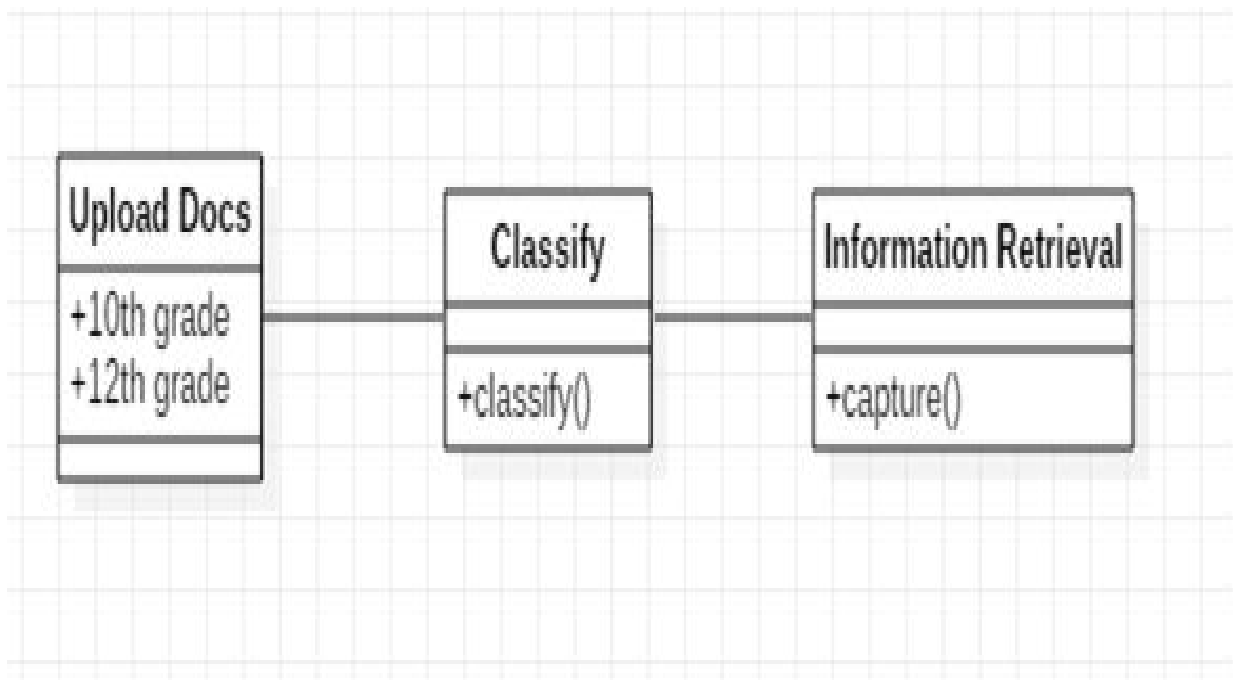 Upload Docs
+10th grade
+12th grade
Classify
+classify()
Information Retrieval
+capture()